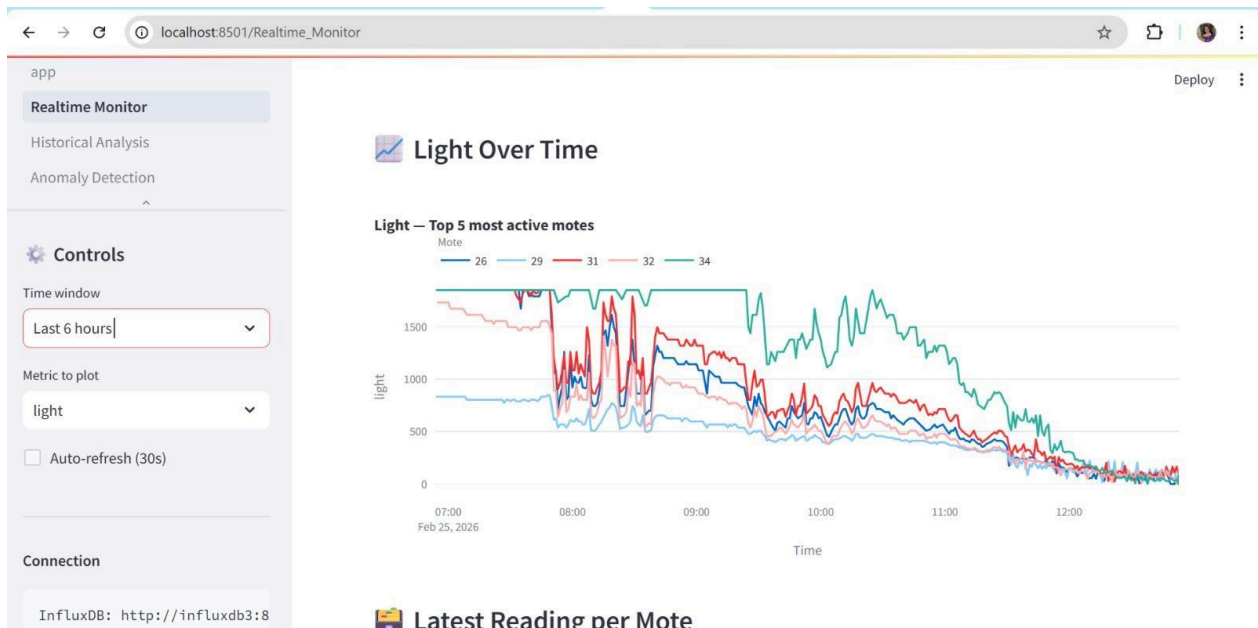 localhost:8501/Realtime_Monitor
app
Realtime Monitor
Historical Analysis
Anomaly Detection
Controls
Time window
Last 6 hours
Metric to plot
light
Auto-refresh (30s)
Connection
InfluxDB: http://influxdb3:8
Deploy
Light Over Time
Light — Top 5 most active motes
Mote
26 29 31 32 34
light
1500
1000
500
0
07:00 08:00 09:00 10:00 11:00 12:00
Feb 25, 2026
Time
Latest Reading per Mote